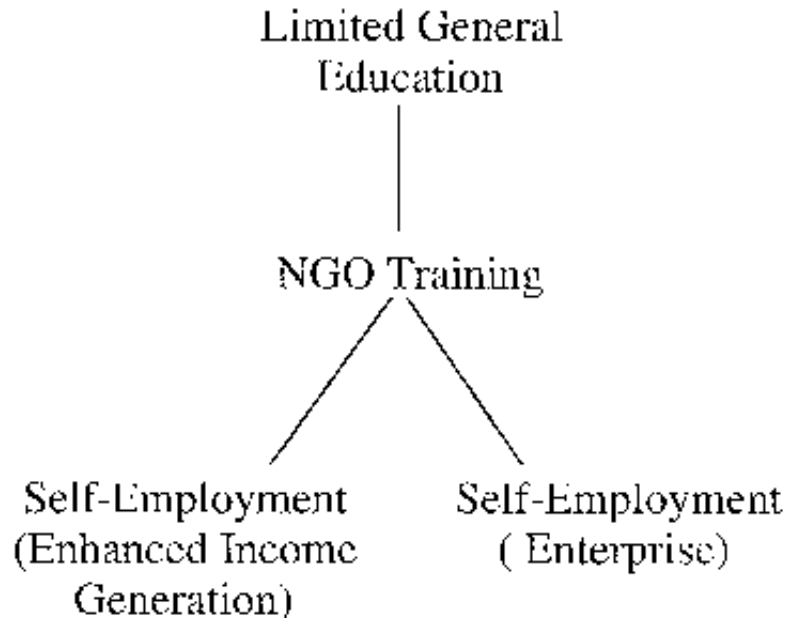 Limited General
Education
NGO Training
Self-Employment
(Enhanced Income
Generation)
Self-Employment
( Enterprise)